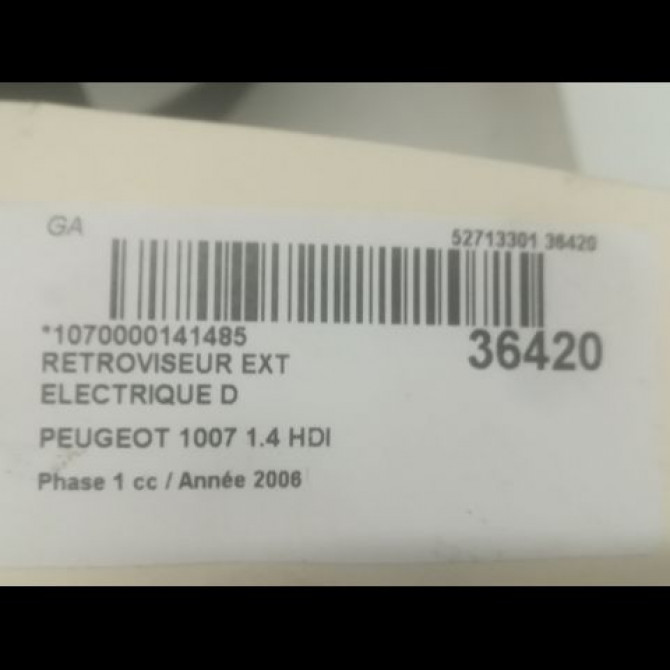 GA
52713301 36420
*1070000141485
36420
RETROVISEUR EXT
ELECTRIQUE D
PEUGEOT 1007 1.4 HDI
Phase 1 cc / Année 2006